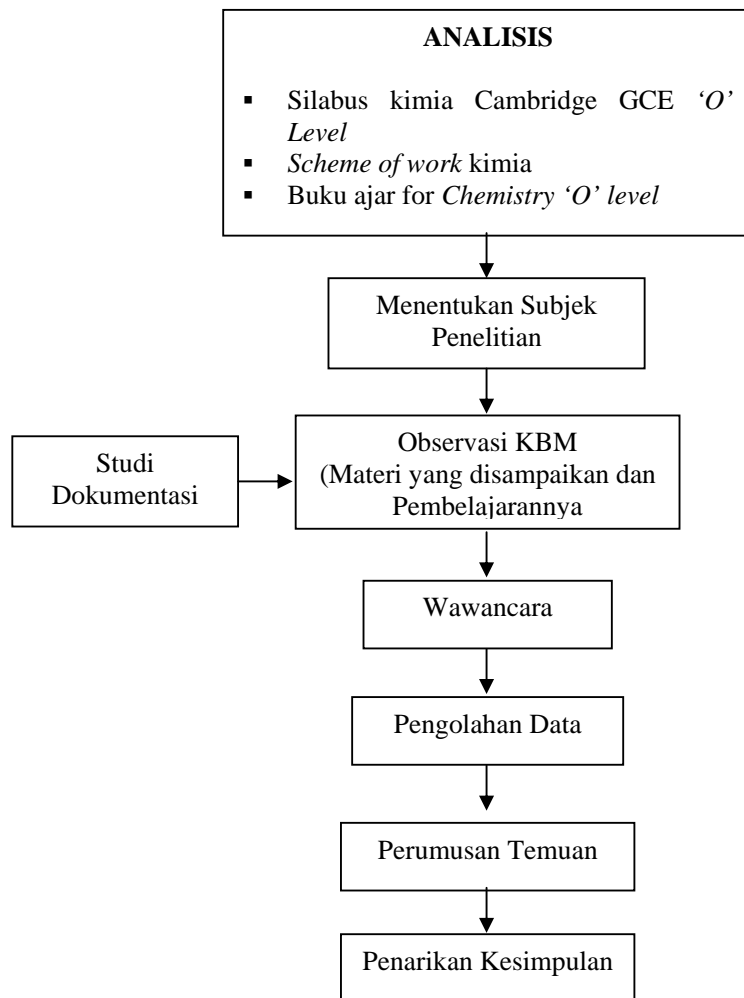 ANALISIS
▪ Silabus kimia Cambridge GCE ‘O’
Level
▪ Scheme of work kimia
▪ Buku ajar for Chemistry ‘O’ level
Menentukan Subjek
Penelitian
Studi
Dokumentasi
Observasi KBM
(Materi yang disampaikan dan
Pembelajarannya
Wawancara
Pengolahan Data
Perumusan Temuan
Penarikan Kesimpulan